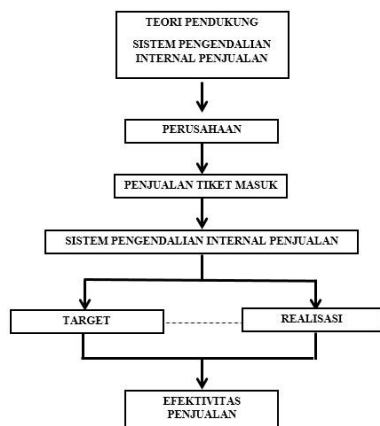 TEORI PENDUKUNG
SISTEM PENGENDALIAN
INTERNAL PENJUALAN
PERUSAHAAN
PENJUALAN TIKET MASUK
SISTEM PENGENDALIAN INTERNAL PENJUALAN
TARGET
REALISASI
EFEKTIVITAS
PENJUALAN